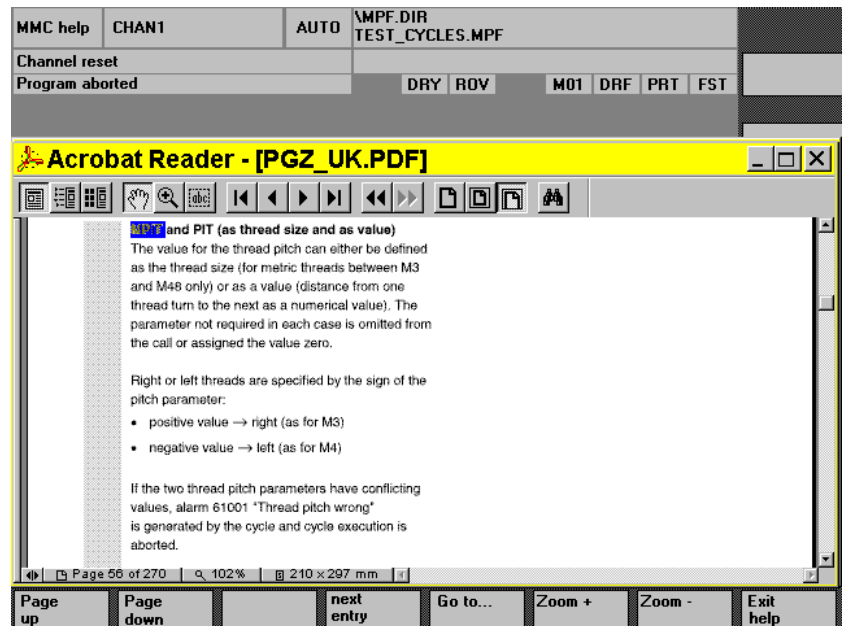 MMC help CHAN1 AUTO \MPF.DIR
TEST_CYCLES.MPF
Channel reset
Program aborted DRY ROV M01 DRF PRT FST
Acrobat Reader - [PGZ_UK.PDF]
abc
MPIT and PIT (as thread size and as value)
The value for the thread pitch can either be defined
as the thread size (for metric threads between M3
and M48 only) or as a value (distance from one
thread turn to the next as a numerical value). The
parameter not required in each case is omitted from
the call or assigned the value zero.
Right or left threads are specified by the sign of the
pitch parameter:
• positive value → right (as for M3)
• negative value → left (as for M4)
If the two thread pitch parameters have conflicting
values, alarm 61001 "Thread pitch wrong"
is generated by the cycle and cycle execution is
aborted.
Page 56 of 270 102% 210 x 297 mm
Page up Page down next entry Go to... Zoom + Zoom - Exit help